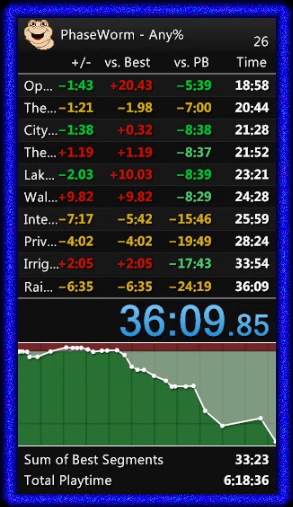 PhaseWorm - Any%
26
+/- vs. Best vs. PB Time
Op... −1:43 +20.43 −5:39 18:58
The... −1:21 −1.98 −7:00 20:44
City... −1:38 +0.32 −8:38 21:28
The... +1.19 +1.19 −8:37 21:52
Lak... −2.03 +10.03 −8:39 23:21
Wal... +9.82 +9.82 −8:29 24:28
Inte... −7:17 −5:42 −15:46 25:59
Priv... −4:02 −4:02 −19:49 28:24
Irrig... +2:05 +2:05 −17:43 33:54
Rai... −6:35 −6:35 −24:19 36:09
36:09.85
Sum of Best Segments 33:23
Total Playtime 6:18:36